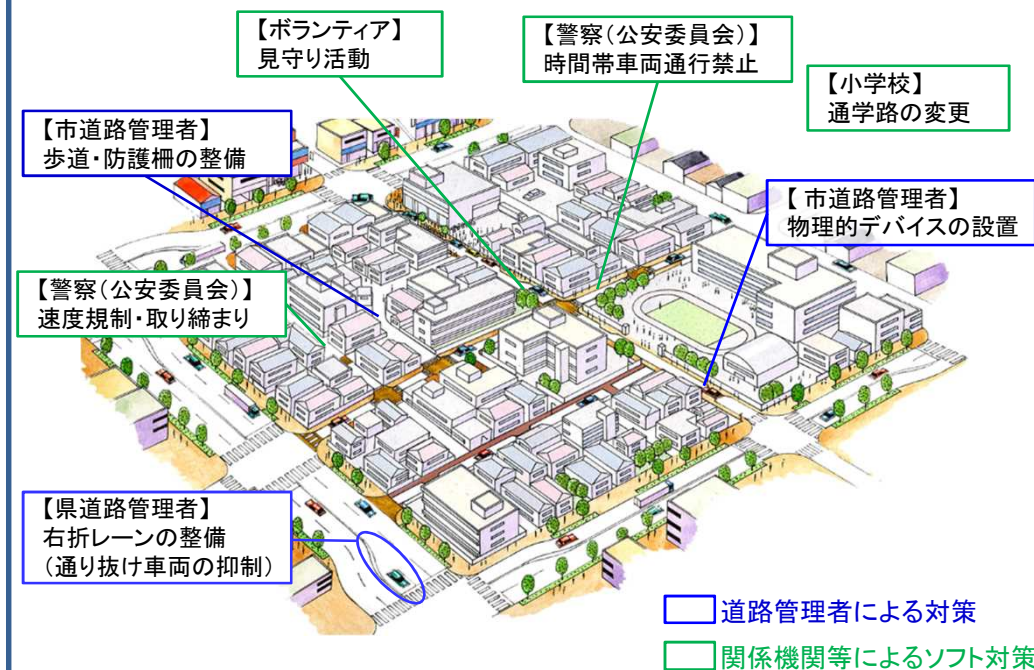 【ボランティア】
見守り活動
【警察(公安委員会)】
時間帯車両通行禁止
【小学校】
通学路の変更
【市道路管理者】
歩道・防護柵の整備
【 市道路管理者】
物理的デバイスの設置
【警察(公安委員会)】
速度規制・取り締まり
【県道路管理者】
右折レーンの整備
(通り抜け車両の抑制)
道路管理者による対策
関係機関等によるソフト対策